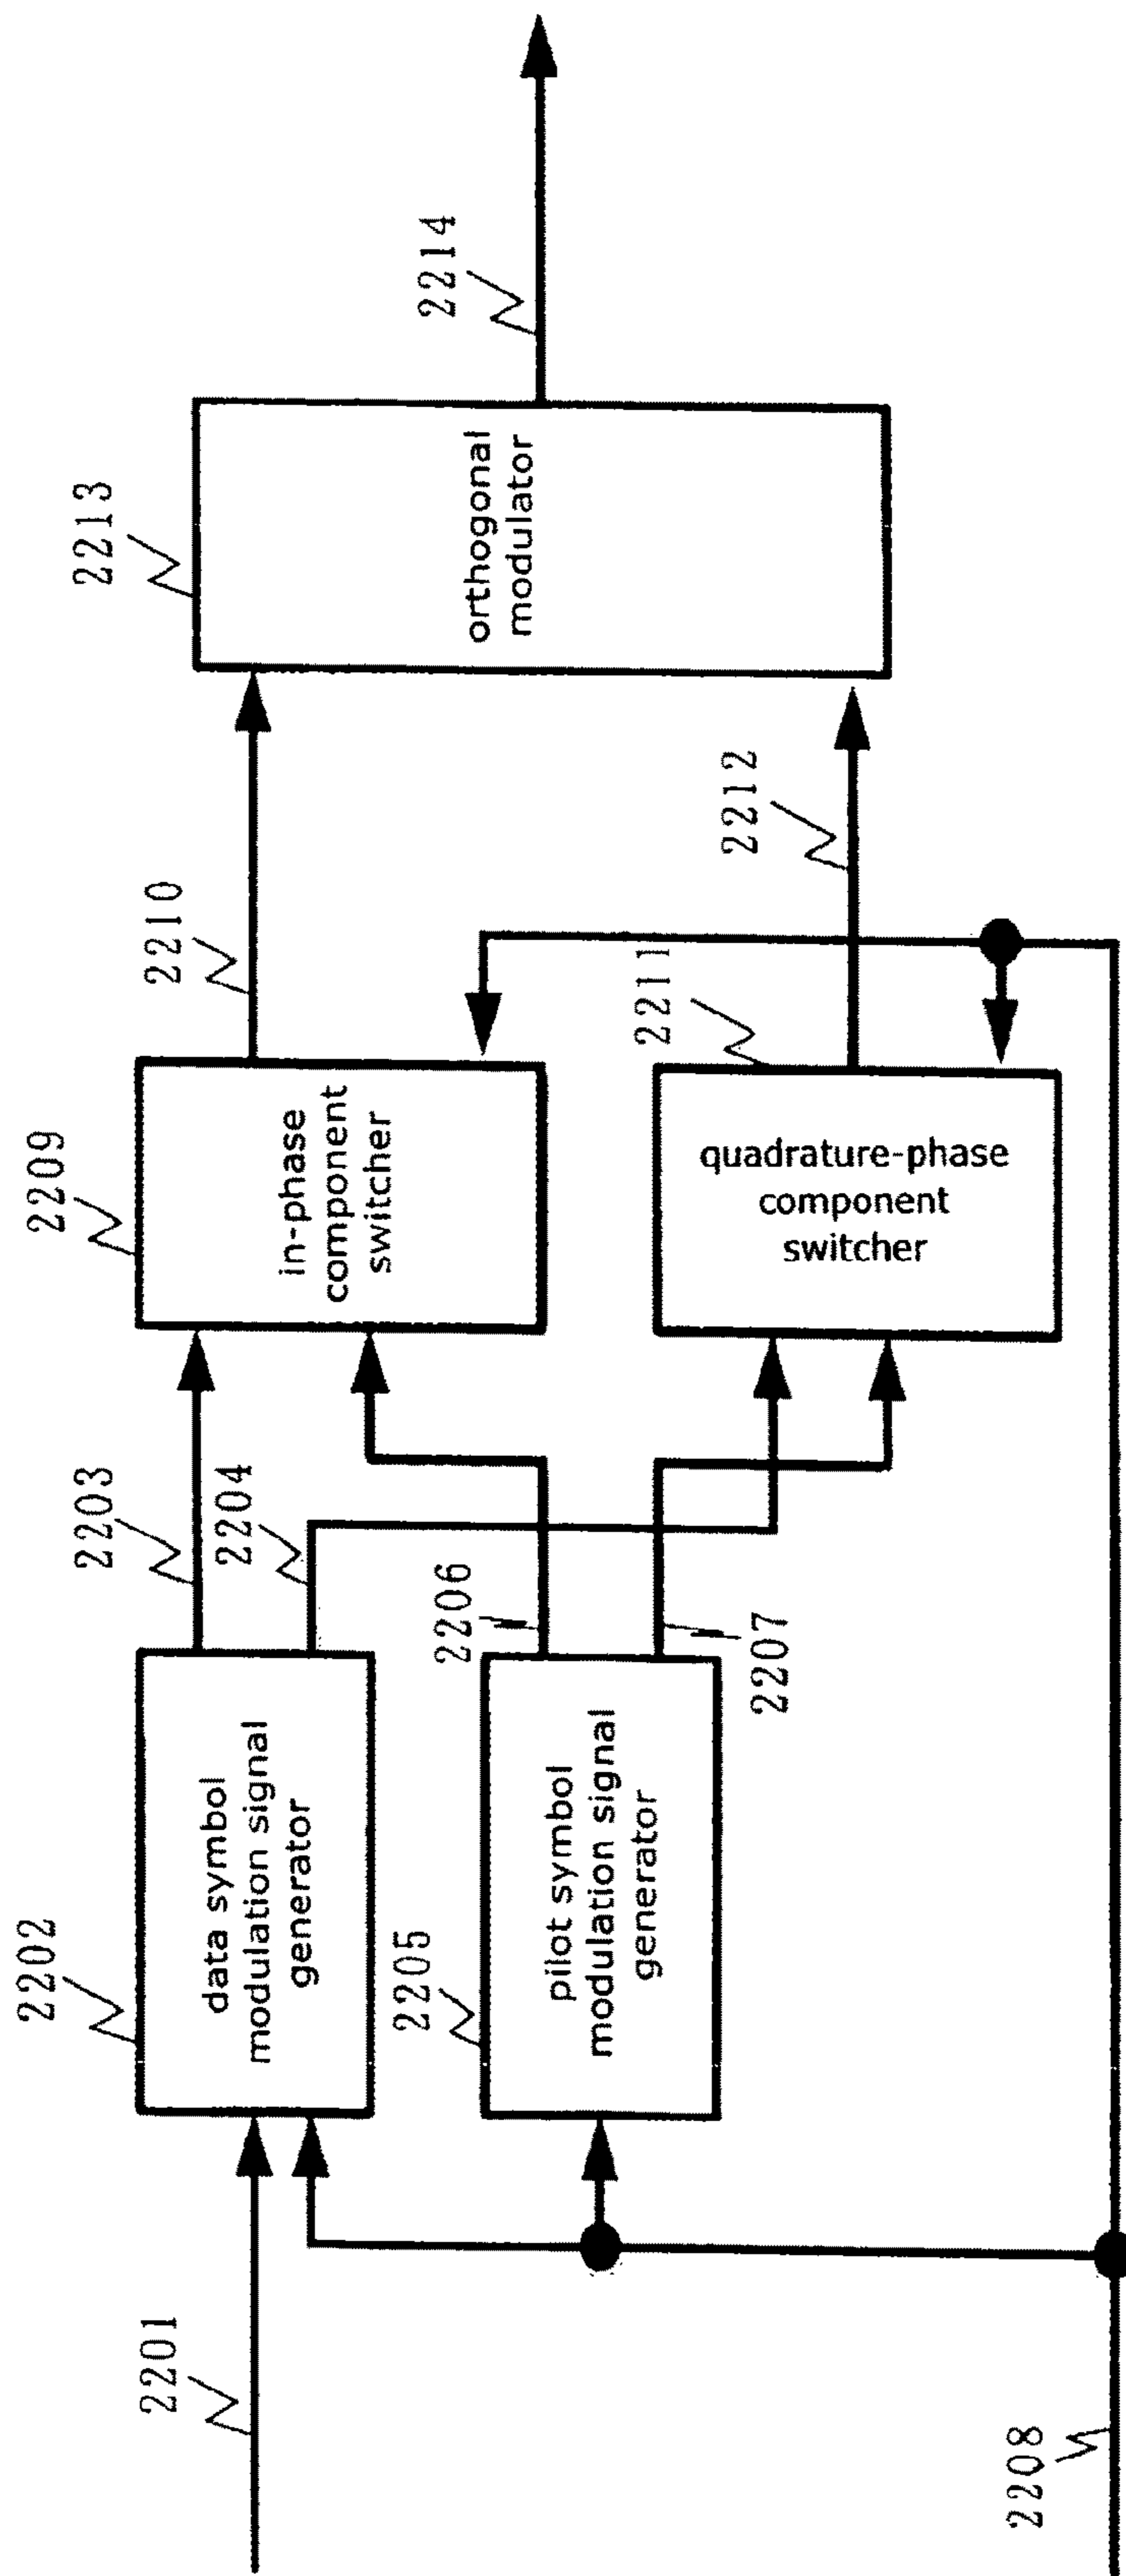 2201
2202
data symbol
modulation signal
generator
2203
2204
2205
pilot symbol
modulation signal
generator
2206
2207
2208
2209
in-phase
component
switcher
2210
2211
quadrature-phase
component
switcher
2212
2213
orthogonal
modulator
2214